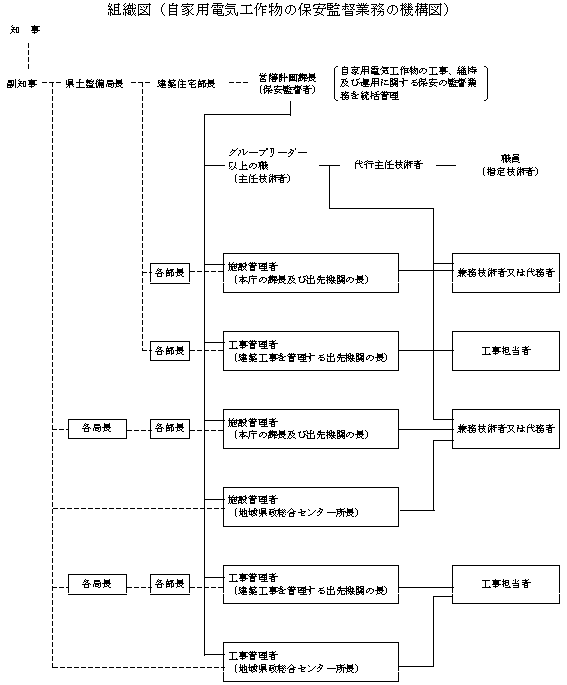 組織図（自家用電気工作物の保安監督業務の機構図）
知　事
副知事
県土整備局長
建築住宅部長
営繕計画課長
（保安監督者）
自家用電気工作物の工事、維持
及び運用に関する保安の監督業
務を統括管理
グループリーダー
以上の職
（主任技術者）
代行主任技術者
職員
（指定技術者）
各部長
施設管理者
（本庁の課長及び出先機関の長）
兼務技術者又は代務者
各部長
工事管理者
（建築工事を管理する出先機関の長）
工事担当者
各局長
各部長
施設管理者
（本庁の課長及び出先機関の長）
兼務技術者又は代務者
施設管理者
（地域県政総合センター所長）
各局長
各部長
工事管理者
（建築工事を管理する出先機関の長）
工事担当者
工事管理者
（地域県政総合センター所長）